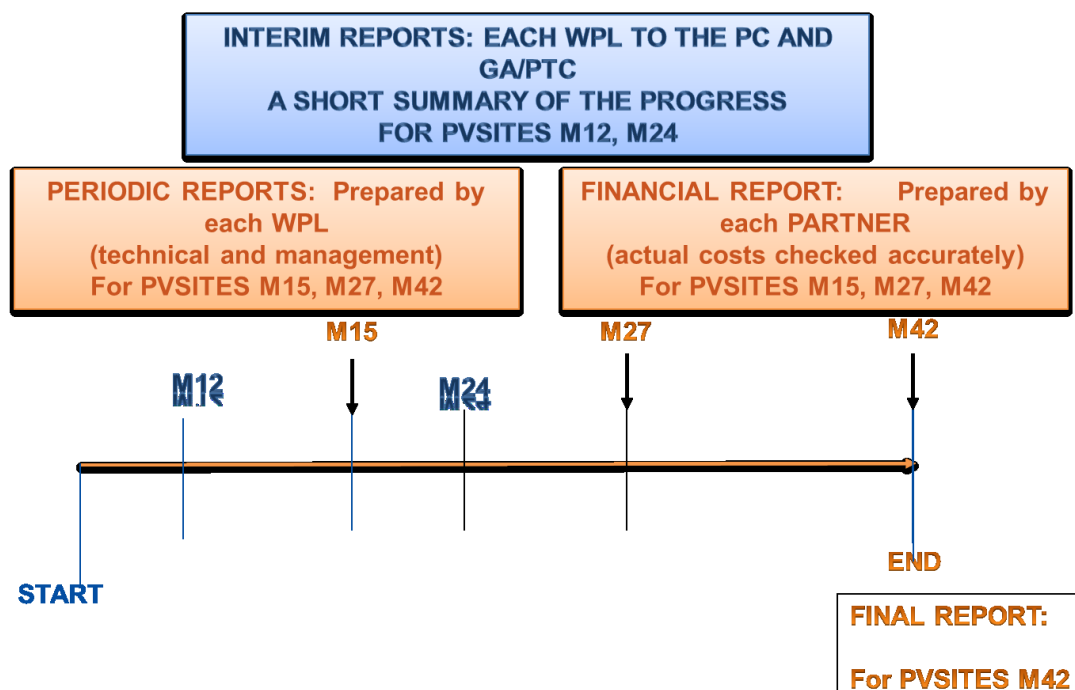 INTERIM REPORTS: EACH WPL TO THE PC AND
GA/PTC
A SHORT SUMMARY OF THE PROGRESS
FOR PVSITES M12, M24
PERIODIC REPORTS: Prepared by
each WPL
(technical and management)
For PVSITES M15, M27, M42
FINANCIAL REPORT: Prepared by
each PARTNER
(actual costs checked accurately)
For PVSITES M15, M27, M42
M15
M27
M42
M12
M24
END
START
FINAL REPORT:
For PVSITES M42